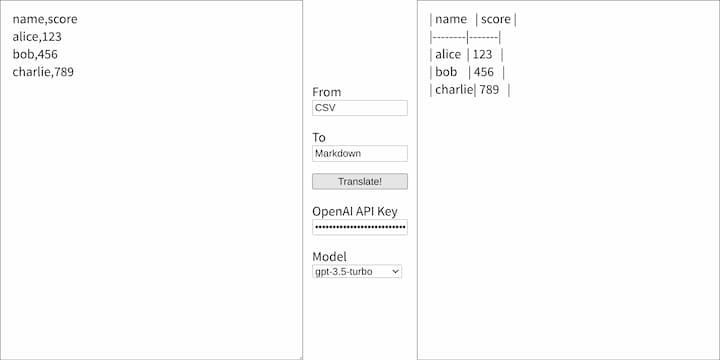 name,score
alice,123
bob,456
charlie,789
From
CSV
To
Markdown
Translate!
OpenAI API Key
••••••••••••••••••••••••••
Model
gpt-3.5-turbo
| name   | score |
|--------|-------|
| alice  | 123   |
| bob    | 456   |
| charlie| 789   |